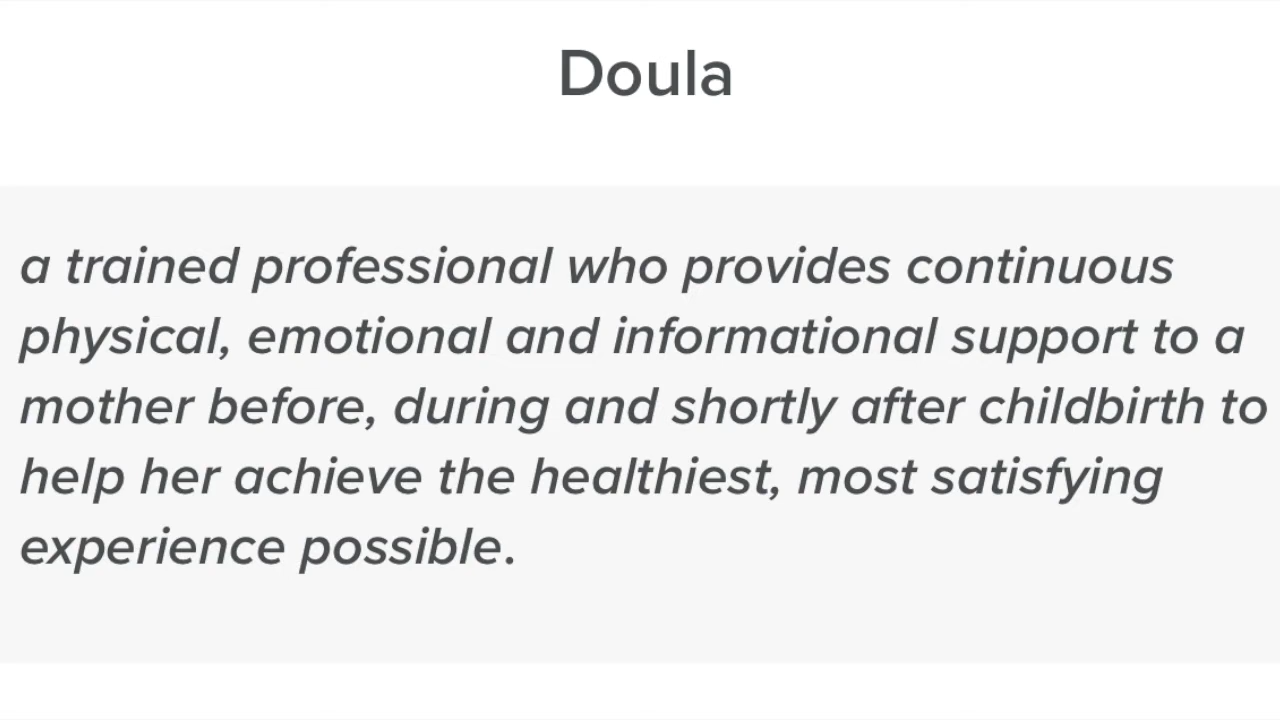 Doula
a trained professional who provides continuous
physical, emotional and informational support to a
mother before, during and shortly after childbirth to
help her achieve the healthiest, most satisfying
experience possible.